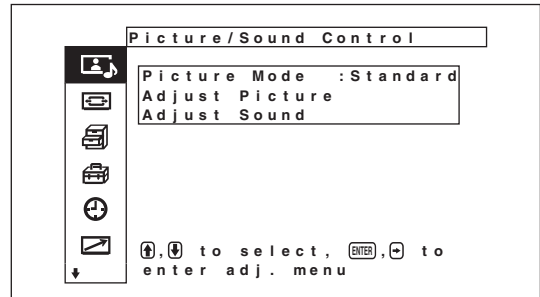 Picture/Sound Control
Picture Mode :Standard
Adjust Picture
Adjust Sound
, to select, ENTER, to
enter adj. menu